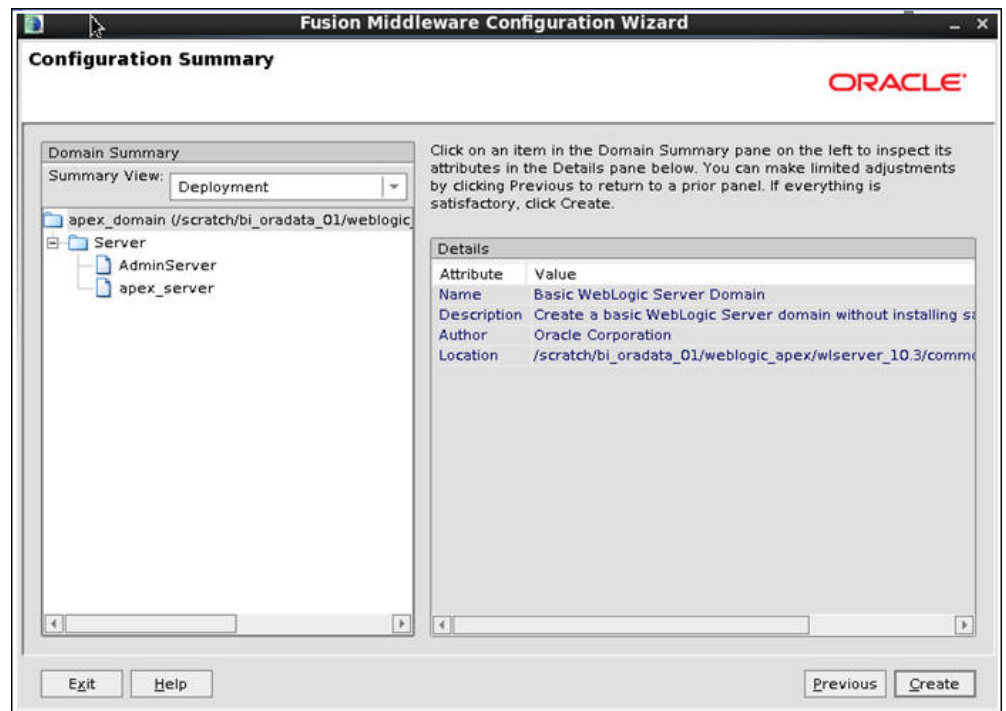 Fusion Middleware Configuration Wizard
Configuration Summary
ORACLE
Domain Summary
Summary View:
Deployment
apex_domain (/scratch/bi_oradata_01/weblogic_
Server
AdminServer
apex_server
Click on an item in the Domain Summary pane on the left to inspect its
attributes in the Details pane below. You can make limited adjustments
by clicking Previous to return to a prior panel. If everything is
satisfactory, click Create.
Details
Attribute Value
Name Basic WebLogic Server Domain
Description Create a basic WebLogic Server domain without installing
Author Oracle Corporation
Location /scratch/bi_oradata_01/weblogic_apex/wlserver_10.3/commo
Exit
Help
Previous
Create